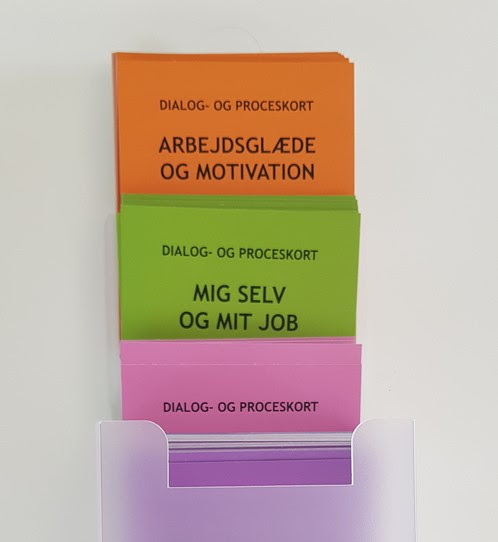 DIALOG- OG PROCESKORT
ARBEJDSGLÆDE
OG MOTIVATION
DIALOG- OG PROCESKORT
MIG SELV
OG MIT JOB
DIALOG- OG PROCESKORT